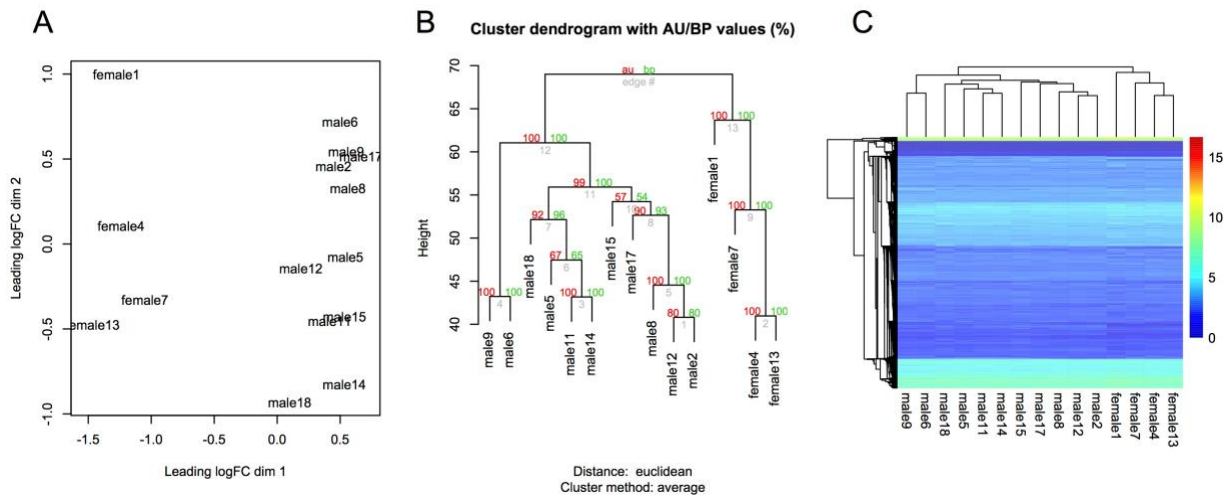 A
B
C
Cluster dendrogram with AU/BP values (%)
Leading logFC dim 2
1.0
0.5
0.0
-0.5
-1.0
female1
male6
male9
male17
male2
male8
female4
male5
male12
female7
male15
male11
emale13
male14
male18
-1.5
-1.0
-0.5
0.0
0.5
Leading logFC dim 1
Height
70
65
60
55
50
45
40
au bp
edge #
100 100
13
100 100
12
99 100
11
57 54
90 93
8
92 96
7
100 100
9
67 65
6
100 100
5
100 100
4
100 100
3
80 80
1
100 100
2
female1
male15
male18
male17
female7
male5
male8
male9
male6
male11
male14
male12
male2
female4
female13
Distance: euclidean
Cluster method: average
15
10
5
0
male9
male6
male18
male5
male11
male14
male15
male17
male8
male12
male2
female1
female7
female4
female13